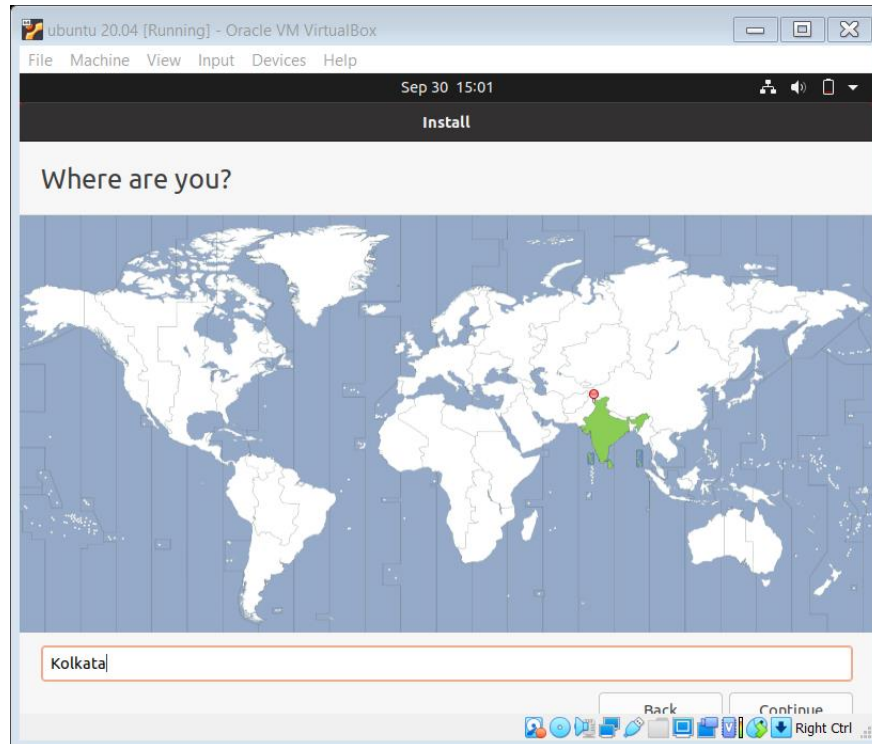 ubuntu 20.04 [Running] - Oracle VM VirtualBox
File Machine View Input Devices Help
Sep 30 15:01
Install
Where are you?
Kolkata
Back Continue
Right Ctrl